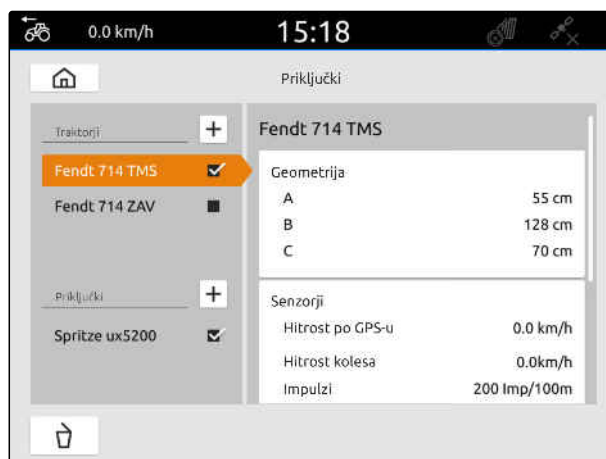 0.0 km/h 15:18
Priključki
Traktorji +
Fendt 714 TMS
Fendt 714 ZAV
Priključki +
Spritze ux5200
Fendt 714 TMS
Geometrija
A 55 cm
B 128 cm
C 70 cm
Senzorji
Hitrost po GPS-u 0.0 km/h
Hitrost kolesa 0.0km/h
Impulzi 200 Imp/100m